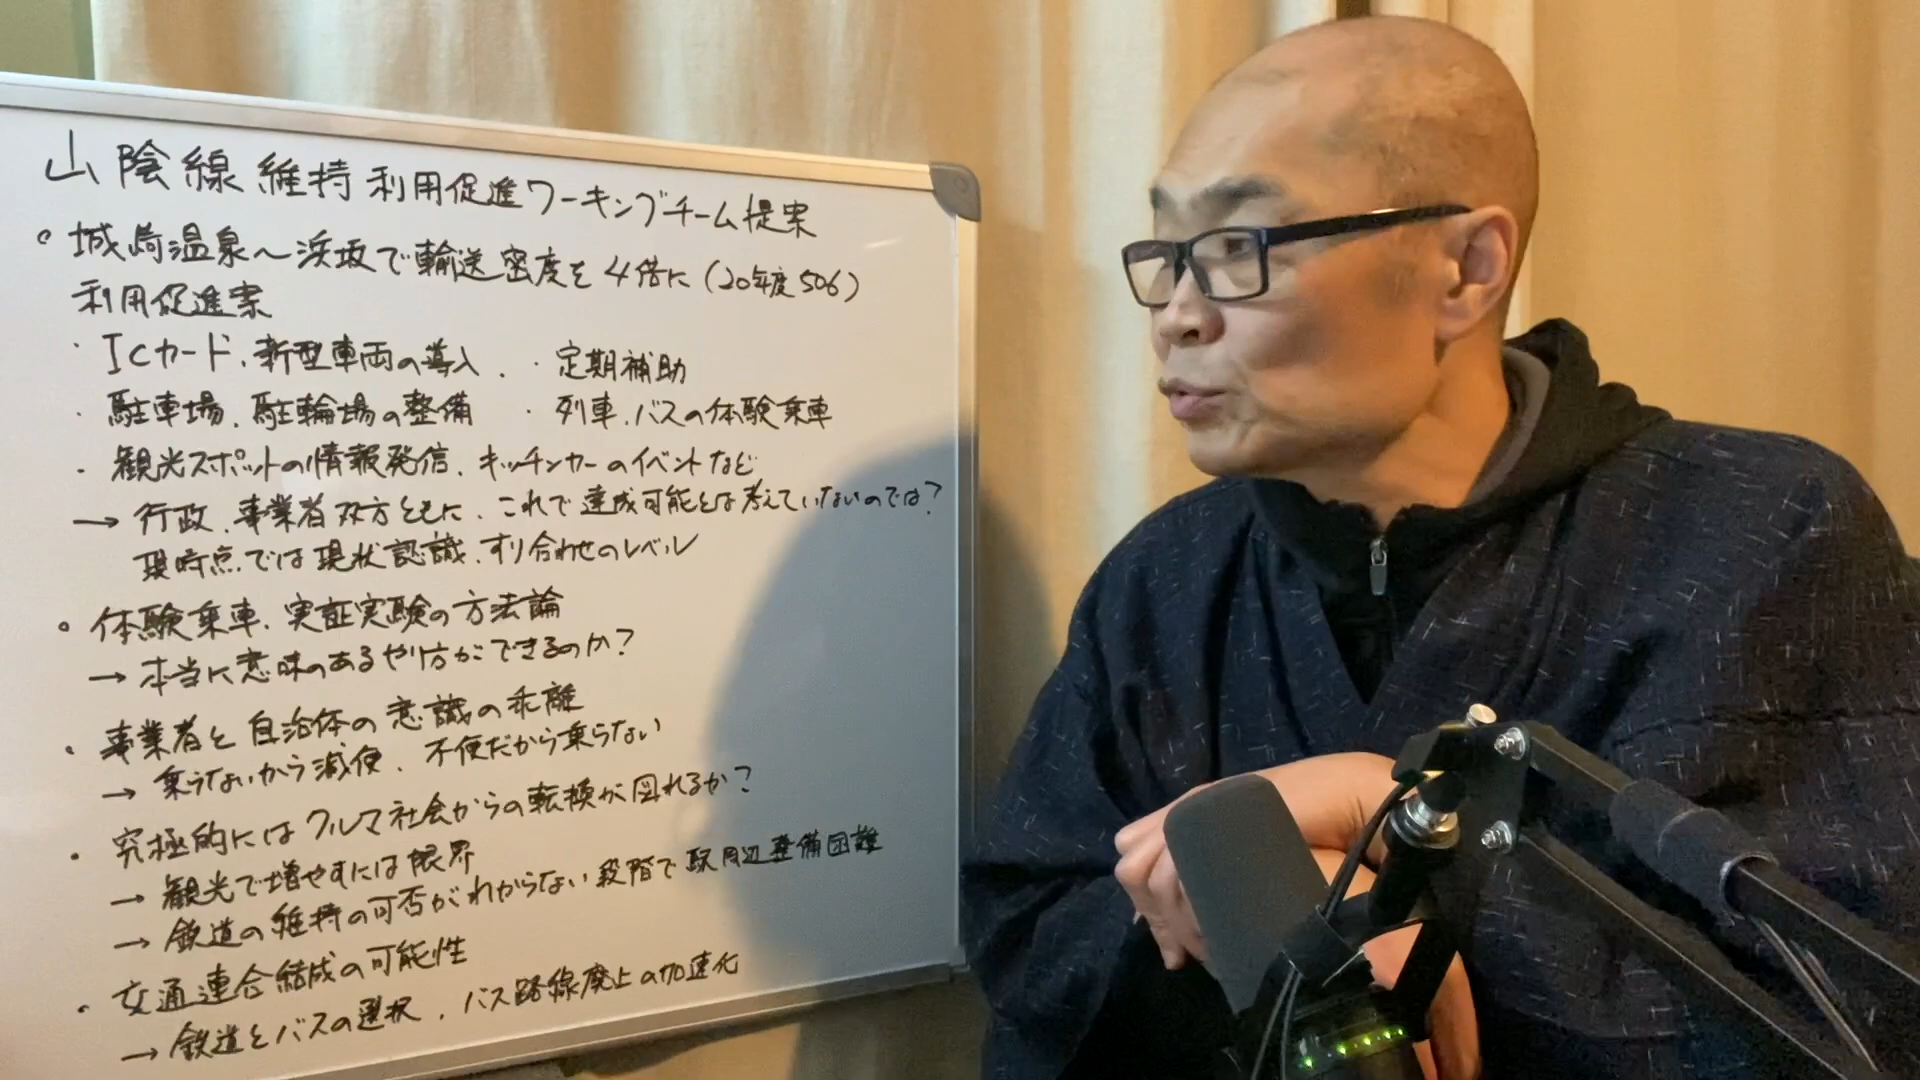 山陰線維持利用促進ワーキングチーム提案
・城崎温泉～浜坂で輸送密度を4倍に(20年度506)
利用促進案
・ICカード、新型車両の導入、 ・定期補助
・駐車場、駐輪場の整備 ・列車、バスの体験乗車
・観光スポットの情報発信、キッチンカーのイベントなど
→行政、事業者双方ともに、これで達成可能とは考えていないのでは?
現時点では現状認識、すり合わせのレベル
・体験乗車、実証実験の方法論
→本当に意味のあるやり方ができるのか?
・事業者と自治体の意識の乖離
→乗らないから減便、不便だから乗らない
・究極的にはクルマ社会からの転換が図れるか?
→観光で増やすには限界
→鉄道の維持の可否がわからない段階で駅周辺整備困難
・交通連合結成の可能性
→鉄道とバスの選択、バス路線廃止の加速化